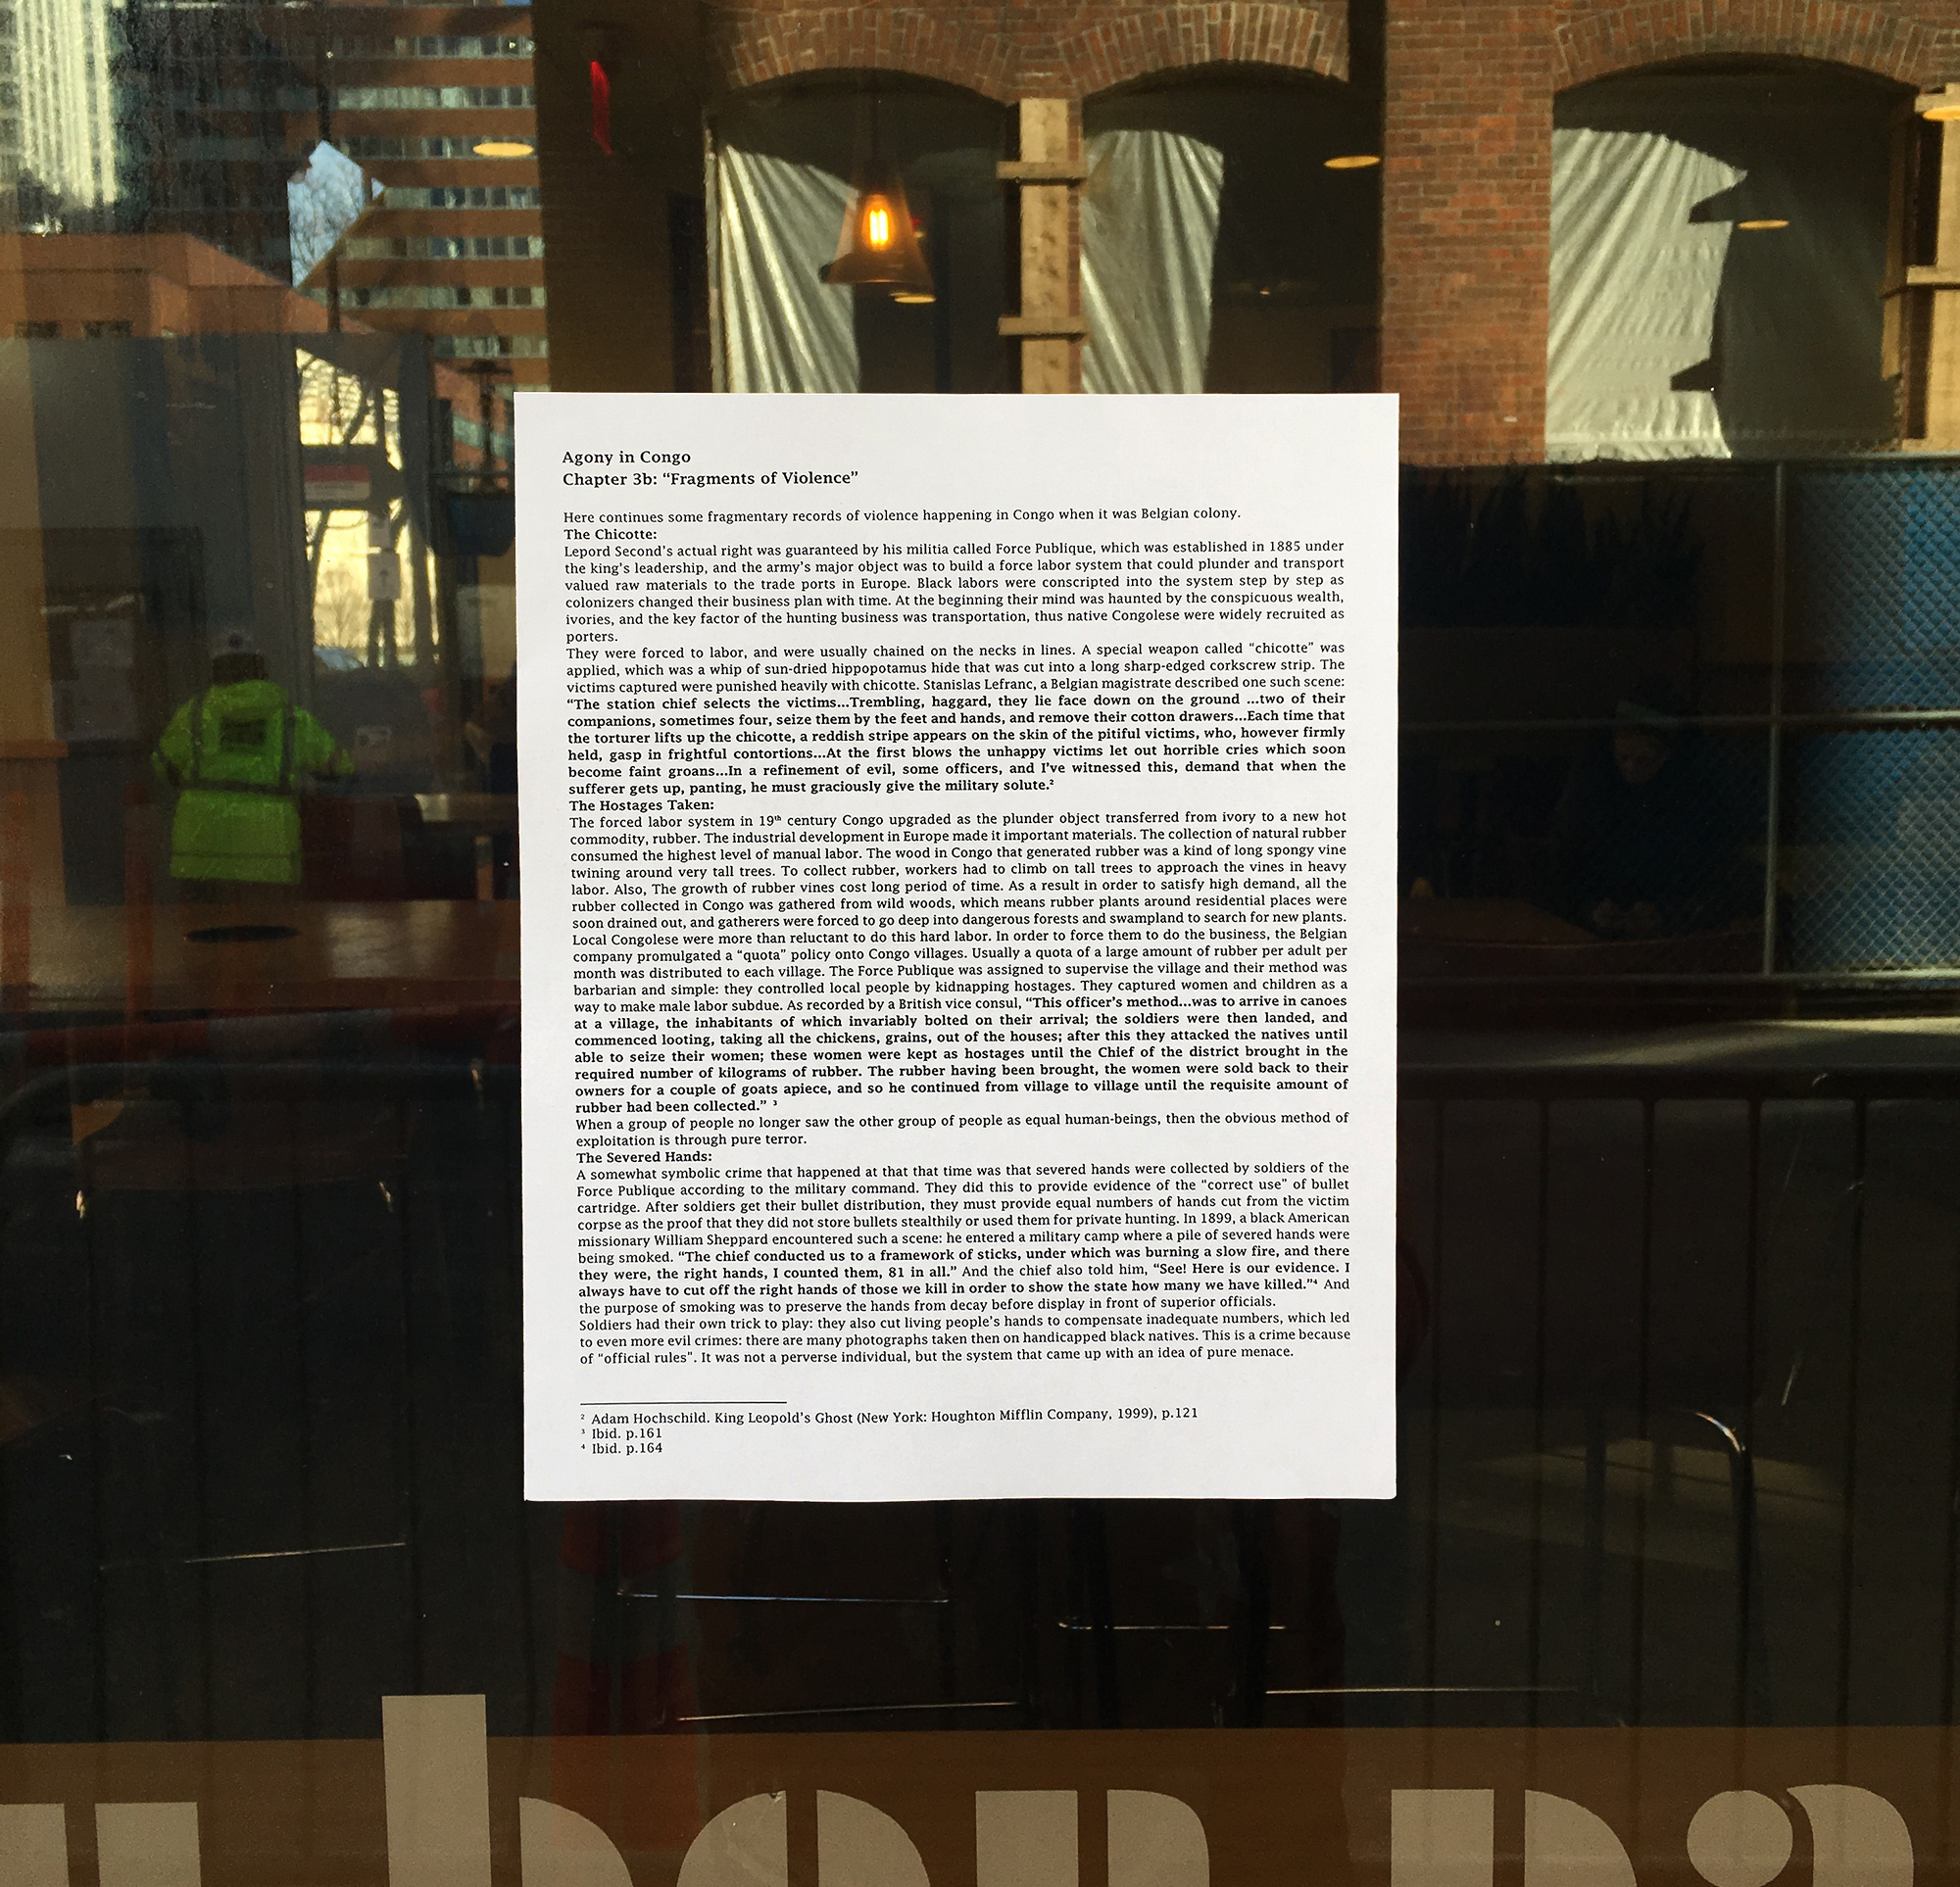 Agony in Congo
Chapter 3b: “Fragments of Violence”
Here continues some fragmentary records of violence happening in Congo when it was Belgian colony.
The Chicotte:
Lepord Second’s actual right was guaranteed by his militia called Force Publique, which was established in 1885 under
the king’s leadership, and the army’s major object was to build a force labor system that could plunder and transport
valued raw materials to the trade ports in Europe. Black labors were conscripted into the system step by step as
colonizers changed their business plan with time. At the beginning their mind was haunted by the conspicuous wealth,
ivories, and the key factor of the hunting business was transportation, thus native Congolese were widely recruited as
porters.
They were forced to labor, and were usually chained on the necks in lines. A special weapon called “chicotte” was
applied, which was a whip of sun-dried hippopotamus hide that was cut into a long sharp-edged corkscrew strip. The
victims captured were punished heavily with chicotte. Stanislas Lefranc, a Belgian magistrate described one such scene:
“The station chief selects the victims...Trembling, haggard, they lie face down on the ground ...two of their
companions, sometimes four, seize them by the feet and hands, and remove their cotton drawers...Each time that
the torturer lifts up the chicotte, a reddish stripe appears on the skin of the pitiful victims, who, however firmly
held, gasp in frightful contortions...At the first blows the unhappy victims let out horrible cries which soon
become faint groans...In a refinement of evil, some officers, and I’ve witnessed this, demand that when the
sufferer gets up, panting, he must graciously give the military solute.²
The Hostages Taken:
The forced labor system in 19th century Congo upgraded as the plunder object transferred from ivory to a new hot
commodity, rubber. The industrial development in Europe made it important materials. The collection of natural rubber
consumed the highest level of manual labor. The wood in Congo that generated rubber was a kind of long spongy vine
twining around very tall trees. To collect rubber, workers had to climb on tall trees to approach the vines in heavy
labor. Also, The growth of rubber vines cost long period of time. As a result in order to satisfy high demand, all the
rubber collected in Congo was gathered from wild woods, which means rubber plants around residential places were
soon drained out, and gatherers were forced to go deep into dangerous forests and swampland to search for new plants.
Local Congolese were more than reluctant to do this hard labor. In order to force them to do the business, the Belgian
company promulgated a “quota” policy onto Congo villages. Usually a quota of a large amount of rubber per adult per
month was distributed to each village. The Force Publique was assigned to supervise the village and their method was
barbarian and simple: they controlled local people by kidnapping hostages. They captured women and children as a
way to make male labor subdue. As recorded by a British vice consul, “This officer’s method...was to arrive in canoes
at a village, the inhabitants of which invariably bolted on their arrival; the soldiers were then landed, and
commenced looting, taking all the chickens, grains, out of the houses; after this they attacked the natives until
able to seize their women; these women were kept as hostages until the Chief of the district brought in the
required number of kilograms of rubber. The rubber having been brought, the women were sold back to their
owners for a couple of goats apiece, and so he continued from village to village until the requisite amount of
rubber had been collected.” ³
When a group of people no longer saw the other group of people as equal human-beings, then the obvious method of
exploitation is through pure terror.
The Severed Hands:
A somewhat symbolic crime that happened at that that time was that severed hands were collected by soldiers of the
Force Publique according to the military command. They did this to provide evidence of the “correct use” of bullet
cartridge. After soldiers get their bullet distribution, they must provide equal numbers of hands cut from the victim
corpse as the proof that they did not store bullets stealthily or used them for private hunting. In 1899, a black American
missionary William Sheppard encountered such a scene: he entered a military camp where a pile of severed hands were
being smoked. “The chief conducted us to a framework of sticks, under which was burning a slow fire, and there
they were, the right hands, I counted them, 81 in all.” And the chief also told him, “See! Here is our evidence. I
always have to cut off the right hands of those we kill in order to show the state how many we have killed.”⁴ And
the purpose of smoking was to preserve the hands from decay before display in front of superior officials.
Soldiers had their own trick to play: they also cut living people’s hands to compensate inadequate numbers, which led
to even more evil crimes: there are many photographs taken then on handicapped black natives. This is a crime because
of "official rules". It was not a perverse individual, but the system that came up with an idea of pure menace.
² Adam Hochschild. King Leopold’s Ghost (New York: Houghton Mifflin Company, 1999), p.121
³ Ibid. p.161
⁴ Ibid. p.164